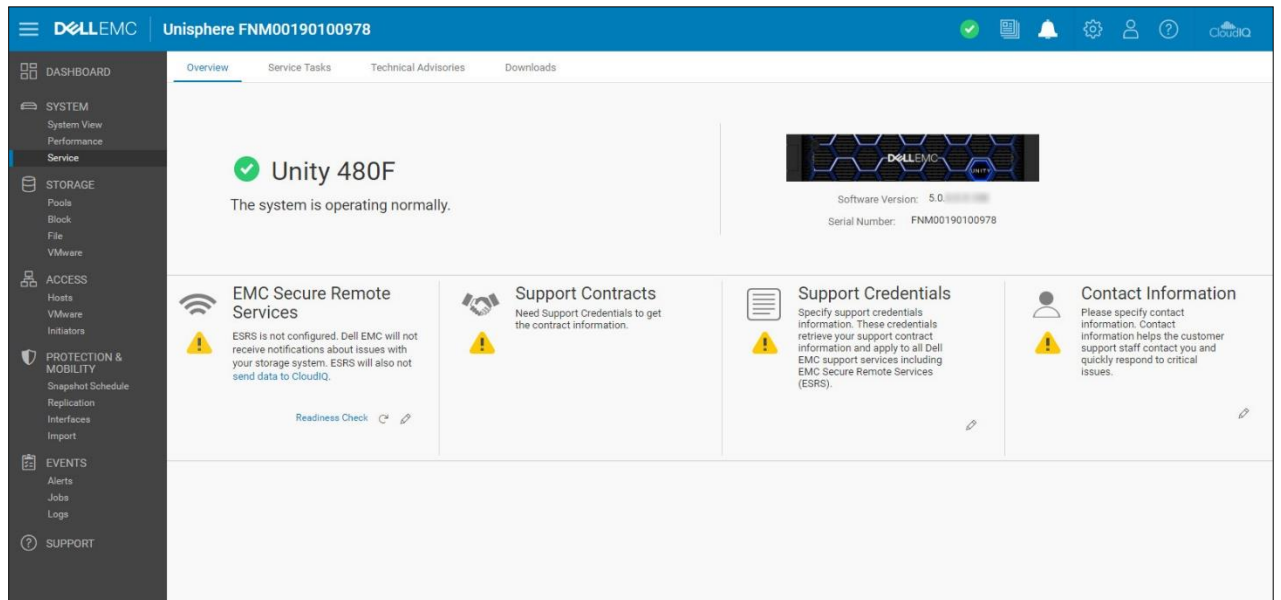 DELLEMC
Unisphere FNM00190100978
CloudIQ
DASHBOARD
SYSTEM
System View
Performance
Service
STORAGE
Pools
Block
File
VMware
ACCESS
Hosts
VMware
Initiators
PROTECTION &
MOBILITY
Snapshot Schedule
Replication
Interfaces
Import
EVENTS
Alerts
Jobs
Logs
SUPPORT
Overview
Service Tasks
Technical Advisories
Downloads
Unity 480F
The system is operating normally.
DELLEMC
UNITY
Software Version: 5.0.
Serial Number: FNM00190100978
EMC Secure Remote
Services
ESRS is not configured. Dell EMC will not
receive notifications about issues with
your storage system. ESRS will also not
send data to CloudIQ.
Readiness Check
Support Contracts
Need Support Credentials to get
the contract information.
Support Credentials
Specify support credentials
information. These credentials
retrieve your support contract
information and apply to all Dell
EMC support services including
EMC Secure Remote Services
(ESRS).
Contact Information
Please specify contact
information. Contact
information helps the customer
support staff contact you and
quickly respond to critical
issues.